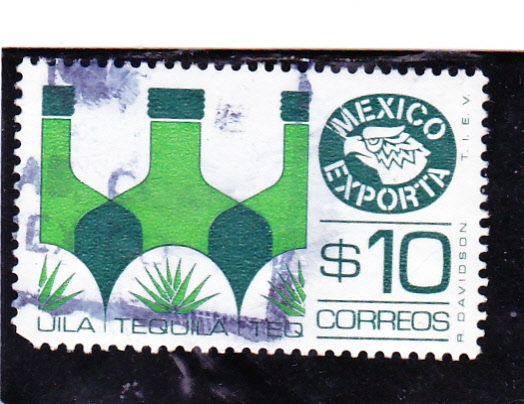 MEXICO
EXPORTA
$10
CORREOS
UILA TEQUILA TEQ
R. DAVIDSON T.I.E.V.